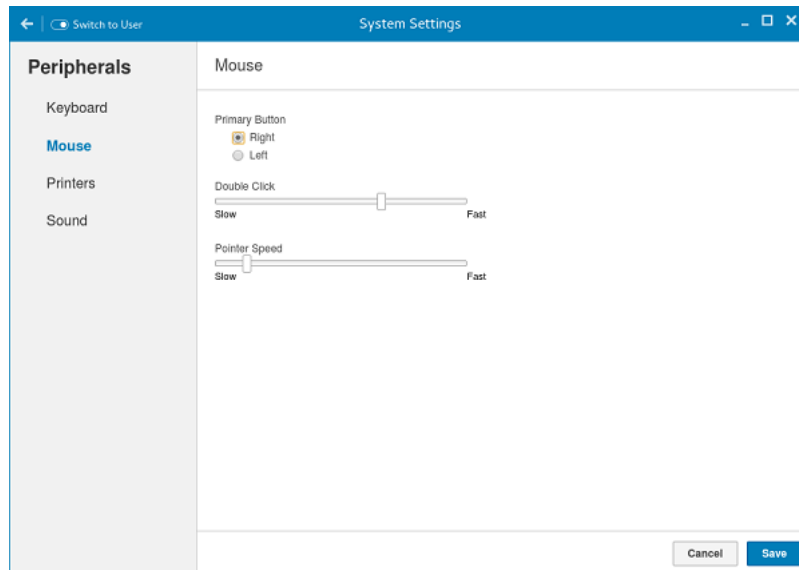 Switch to User
System Settings
Peripherals
Keyboard
Mouse
Printers
Sound
Mouse
Primary Button
Right
Left
Double Click
Slow Fast
Pointer Speed
Slow Fast
Cancel Save